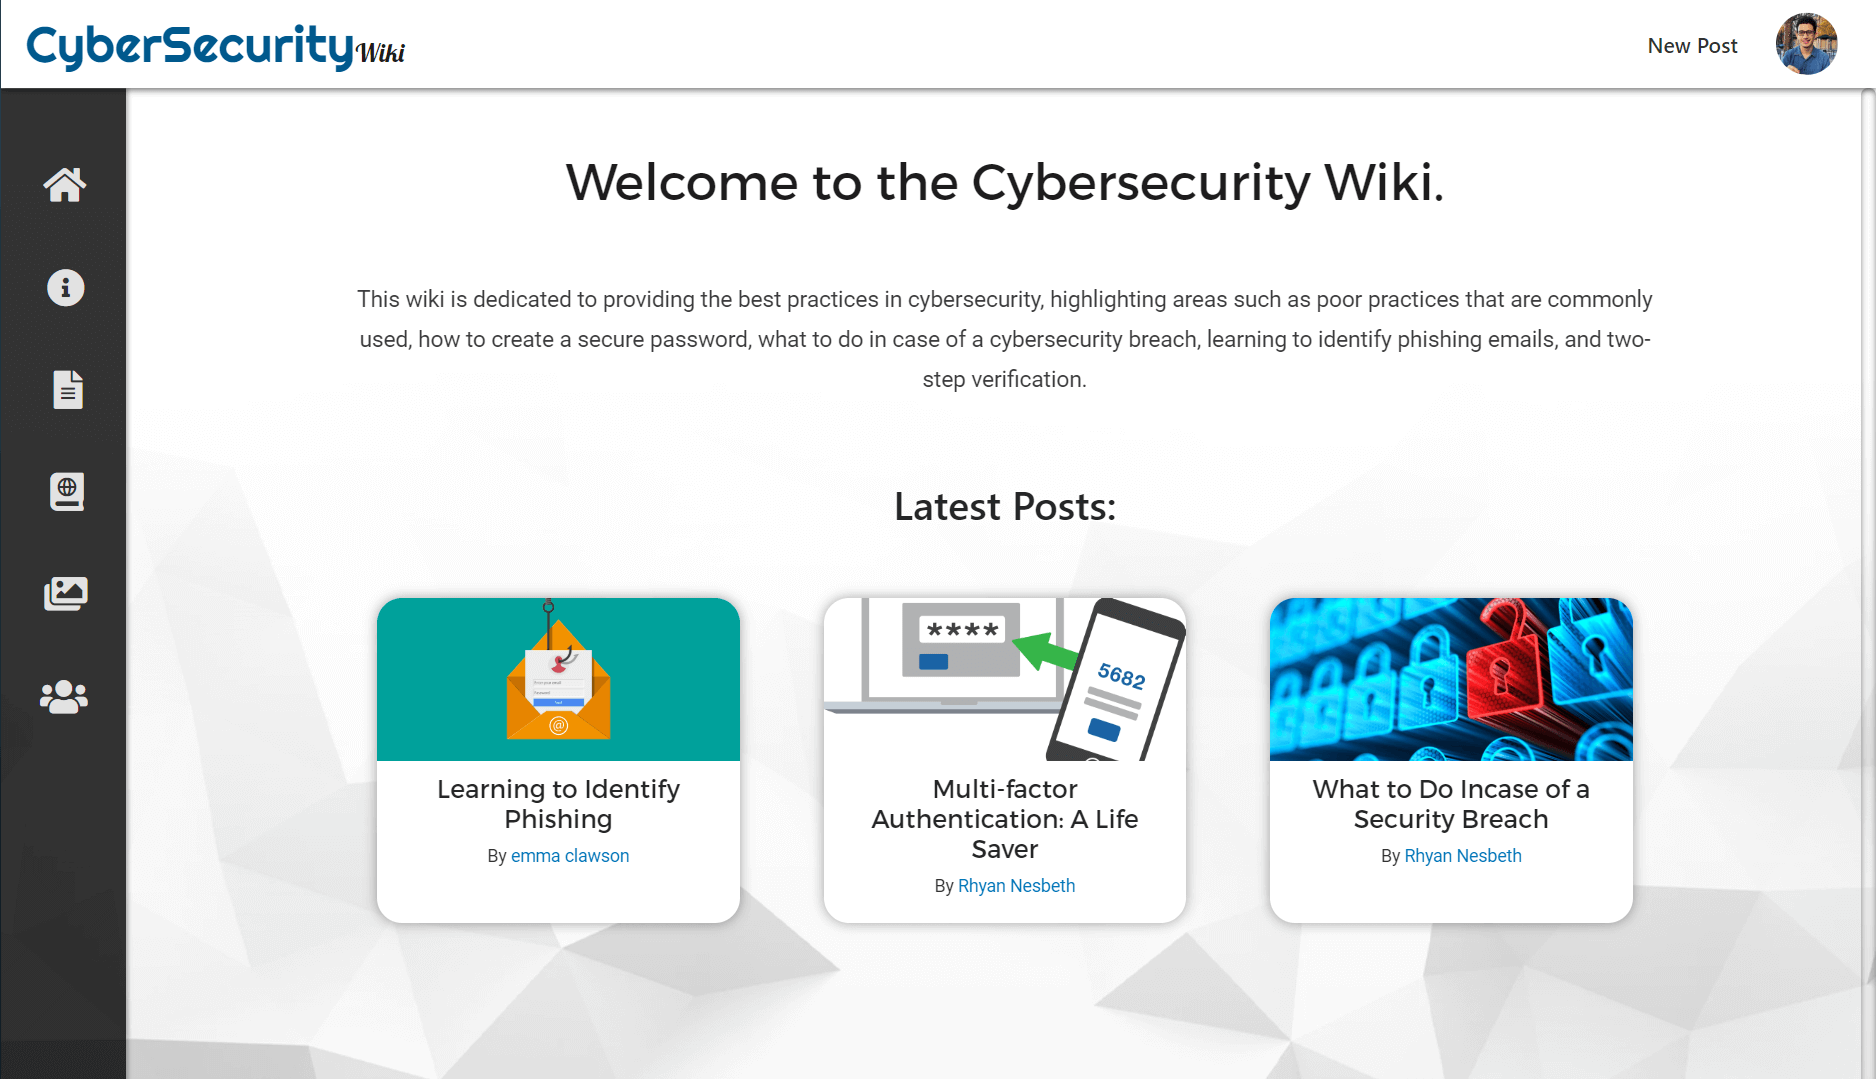 CyberSecurity Wiki
New Post
Welcome to the Cybersecurity Wiki.
This wiki is dedicated to providing the best practices in cybersecurity, highlighting areas such as poor practices that are commonly
used, how to create a secure password, what to do in case of a cybersecurity breach, learning to identify phishing emails, and two-
step verification.
Latest Posts:
@
****
5682
Learning to Identify
Phishing
By emma clawson
Multi-factor
Authentication: A Life
Saver
By Rhyan Nesbeth
What to Do Incase of a
Security Breach
By Rhyan Nesbeth